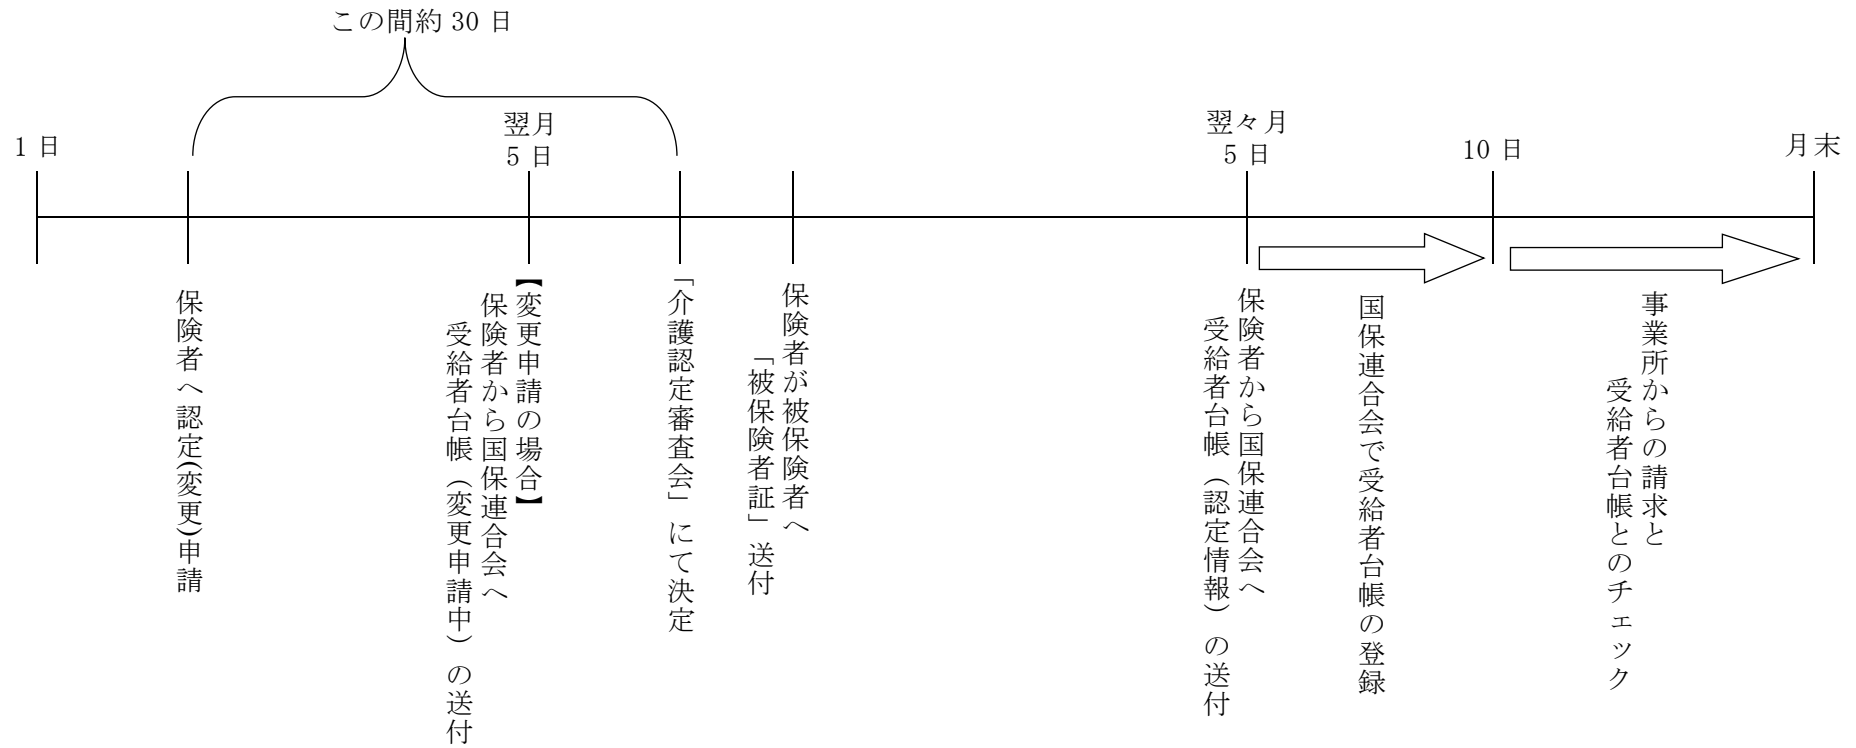 この間約 30 日
1 日
翌月
5 日
翌々月
5 日
10 日
月末
保険者へ認定(変更)申請
【変更申請の場合】
保険者から国保連合会へ
受給者台帳（変更申請中）の送付
「介護認定審査会」にて決定
保険者が被保険者へ
「被保険者証」送付
保険者から国保連合会へ
受給者台帳（認定情報）の送付
国保連合会で受給者台帳の登録
事業所からの請求と
受給者台帳とのチェック